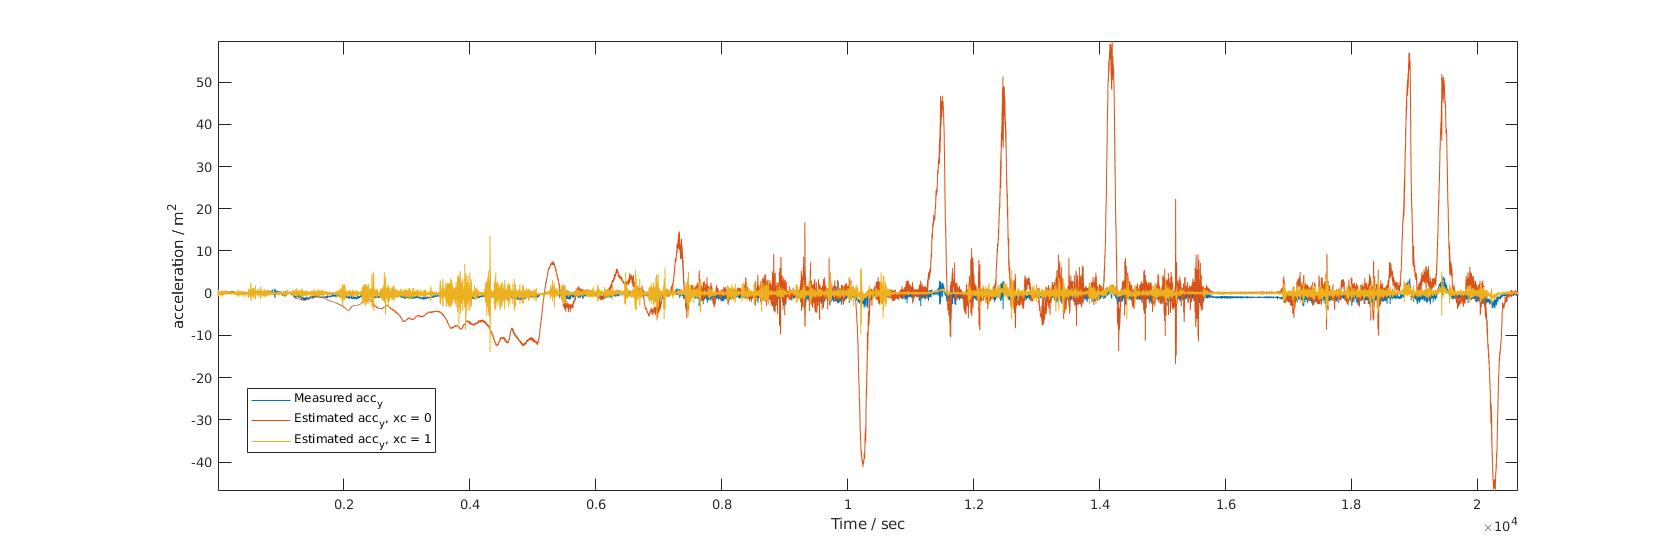 50
40
30
20
10
0
-10
-20
-30
-40
acceleration / m²
Measured accy
Estimated accy, xc = 0
Estimated accy, xc = 1
0.2 0.4 0.6 0.8 1 1.2 1.4 1.6 1.8 2
×10⁴
Time / sec